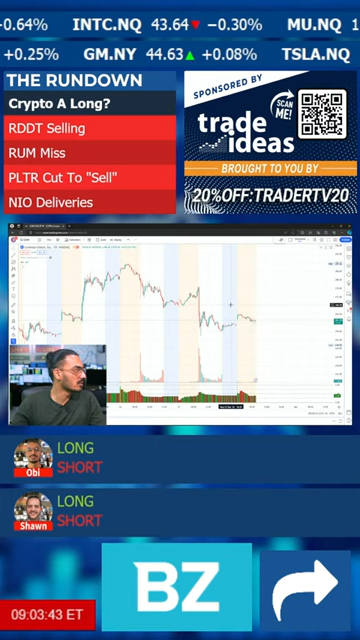 -0.64% INTC.NQ 43.64 -0.30% MU.NQ 1
+0.25% GM.NY 44.63 +0.08% TSLA.NQ
THE RUNDOWN
Crypto A Long?
RDDT Selling
RUM Miss
PLTR Cut To "Sell"
NIO Deliveries
SPONSORED BY
SCAN ME!
trade ideas
BROUGHT TO YOU BY
20%OFF:TRADERTV20
LONG
SHORT
Obi
LONG
SHORT
Shawn
09:03:43 ET
BZ